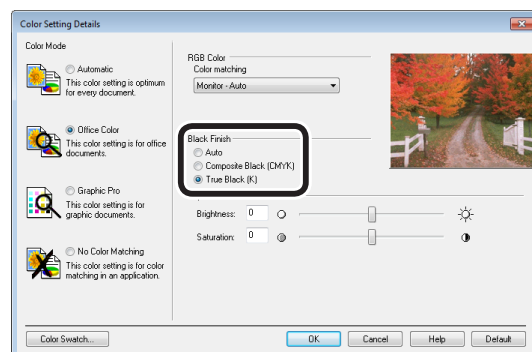 Color Setting Details
Color Mode
Automatic
This color setting is optimum
for every document.
Office Color
This color setting is for office
documents.
Graphic Pro
This color setting is for
graphic documents.
No Color Matching
This color setting is for color
matching in an application.
RGB Color
Color matching
Monitor - Auto
Black Finish
Auto
Composite Black (CMYK)
True Black (K)
Brightness: 0
Saturation: 0
Color Swatch... OK Cancel Help Default